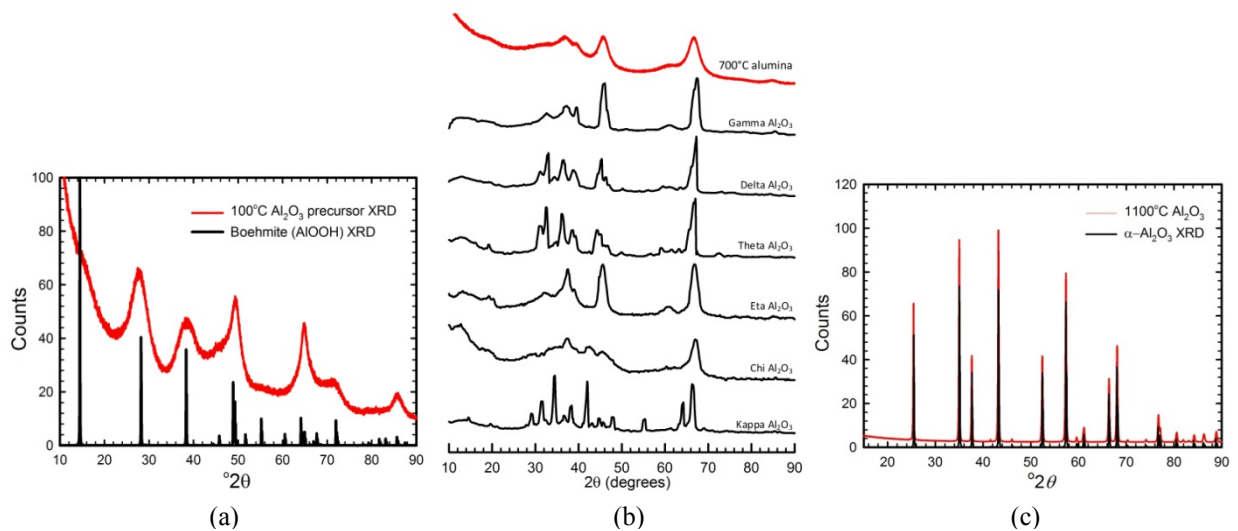 100
80
60
40
20
0
Counts
100°C Al₂O₃ precursor XRD
Boehmite (AlOOH) XRD
10 20 30 40 50 60 70 80 90
°2θ
(a)
700°C alumina
Gamma Al₂O₃
Delta Al₂O₃
Theta Al₂O₃
Eta Al₂O₃
Chi Al₂O₃
Kappa Al₂O₃
10 20 30 40 50 60 70 80 90
2θ (degrees)
(b)
120
100
80
60
40
20
0
Counts
1100°C Al₂O₃
α−Al₂O₃ XRD
20 30 40 50 60 70 80 90
°2θ
(c)